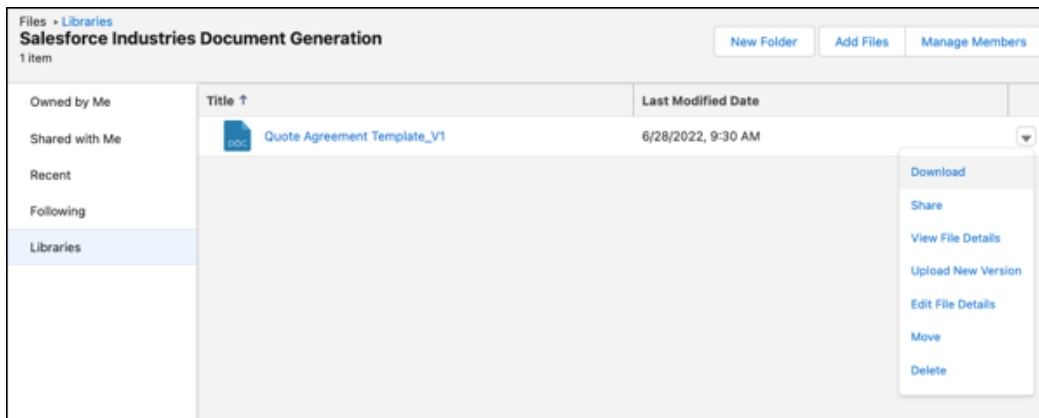 Files > Libraries
Salesforce Industries Document Generation
1 item
New Folder
Add Files
Manage Members
Owned by Me
Shared with Me
Recent
Following
Libraries
Title ↑
Last Modified Date
DOC
Quote Agreement Template_V1
6/28/2022, 9:30 AM
Download
Share
View File Details
Upload New Version
Edit File Details
Move
Delete